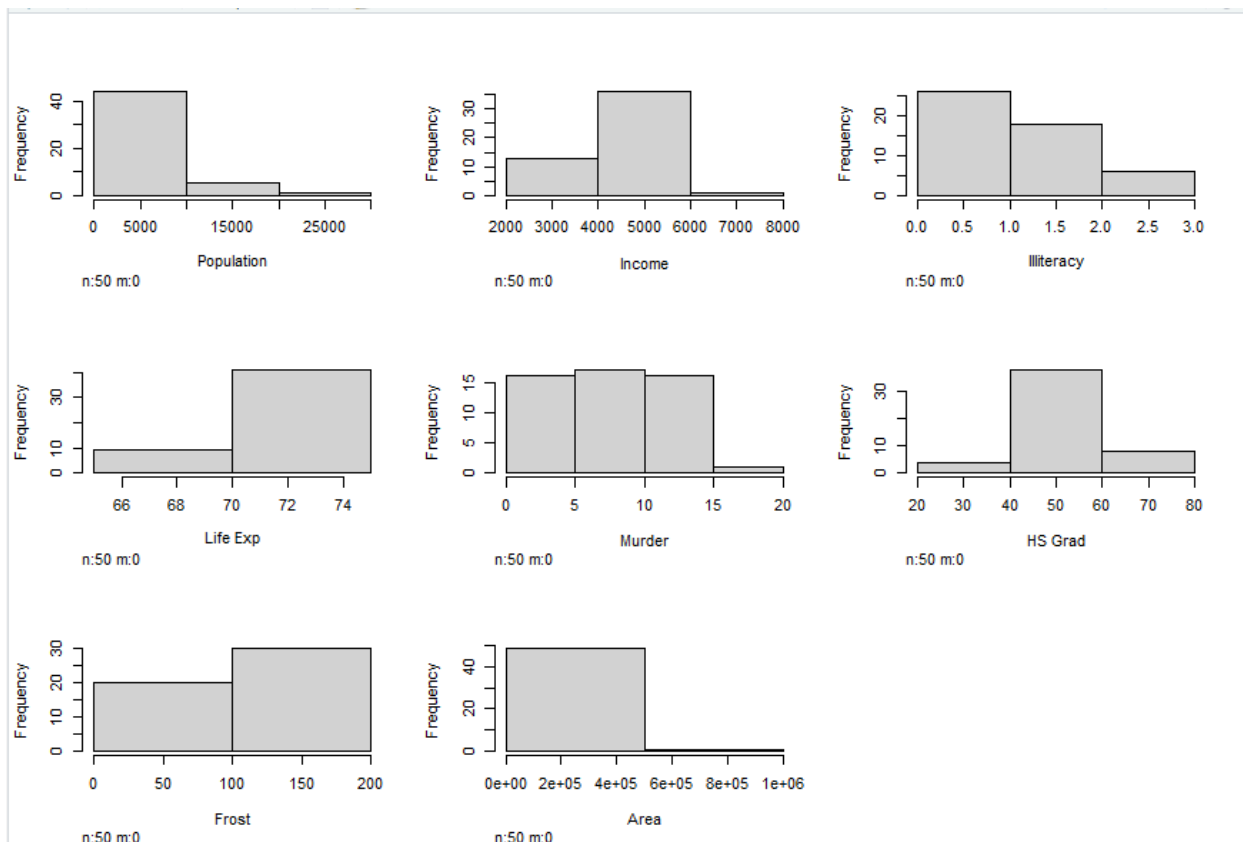 Frequency
40
20
0
0 5000 15000 25000
Population
n:50 m:0
Frequency
30
20
10
0
2000 3000 4000 5000 6000 7000 8000
Income
n:50 m:0
Frequency
20
10
0
0.0 0.5 1.0 1.5 2.0 2.5 3.0
Illiteracy
n:50 m:0
Frequency
30
10
0
66 68 70 72 74
Life Exp
n:50 m:0
Frequency
15
10
5
0
0 5 10 15 20
Murder
n:50 m:0
Frequency
30
10
0
20 30 40 50 60 70 80
HS Grad
n:50 m:0
Frequency
30
20
10
0
0 50 100 150 200
Frost
n:50 m:0
Frequency
40
20
0
0e+00 2e+05 4e+05 6e+05 8e+05 1e+06
Area
n:50 m:0